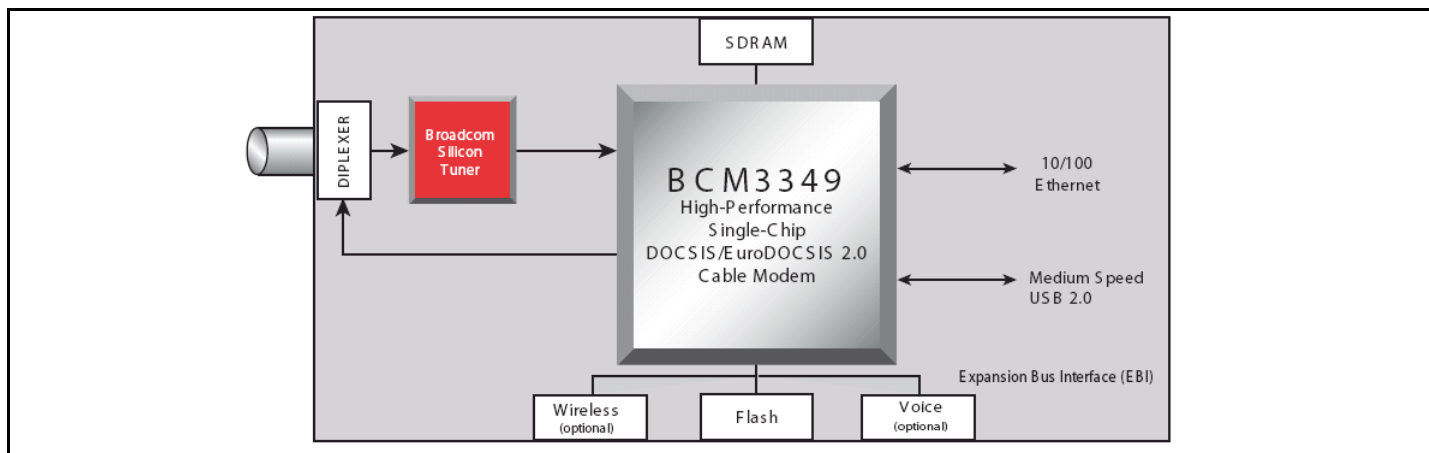 SDRAM
DIPLEXER
Broadcom
Silicon
Tuner
BCM3349
High-Performance
Single-Chip
DOCSIS/EuroDOCSIS 2.0
Cable Modem
10/100
Ethernet
Medium Speed
USB 2.0
Expansion Bus Interface (EBI)
Wireless
(optional)
Flash
Voice
(optional)